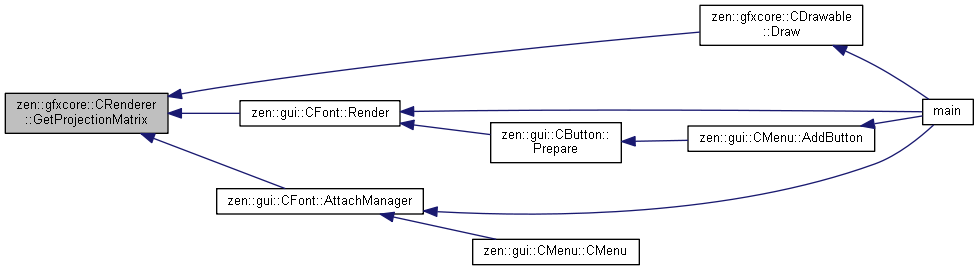 zen::gfxcore::CRenderer
::GetProjectionMatrix
zen::gfxcore::CDrawable
::Draw
zen::gui::CFont::Render
zen::gui::CButton::
Prepare
zen::gui::CMenu::AddButton
main
zen::gui::CFont::AttachManager
zen::gui::CMenu::CMenu